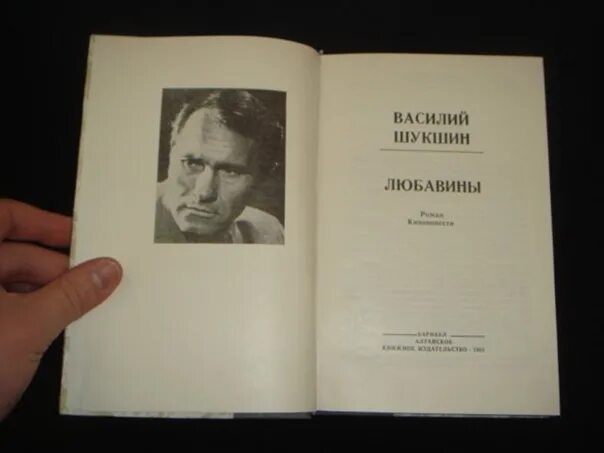 ВАСИЛИЙ
ШУКШИН
ЛЮБАВИНЫ
Роман
Киноповести
БАРНАУЛ
АЛТАЙСКОЕ
КНИЖНОЕ ИЗДАТЕЛЬСТВО